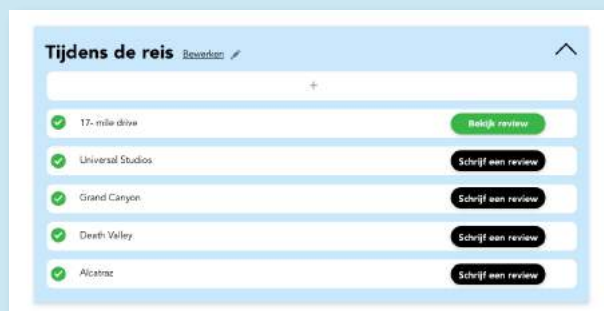 Tijdens de reis Bewerken
+
17- mile drive Bekijk review
Universal Studios Schrijf een review
Grand Canyon Schrijf een review
Death Valley Schrijf een review
Alcatraz Schrijf een review